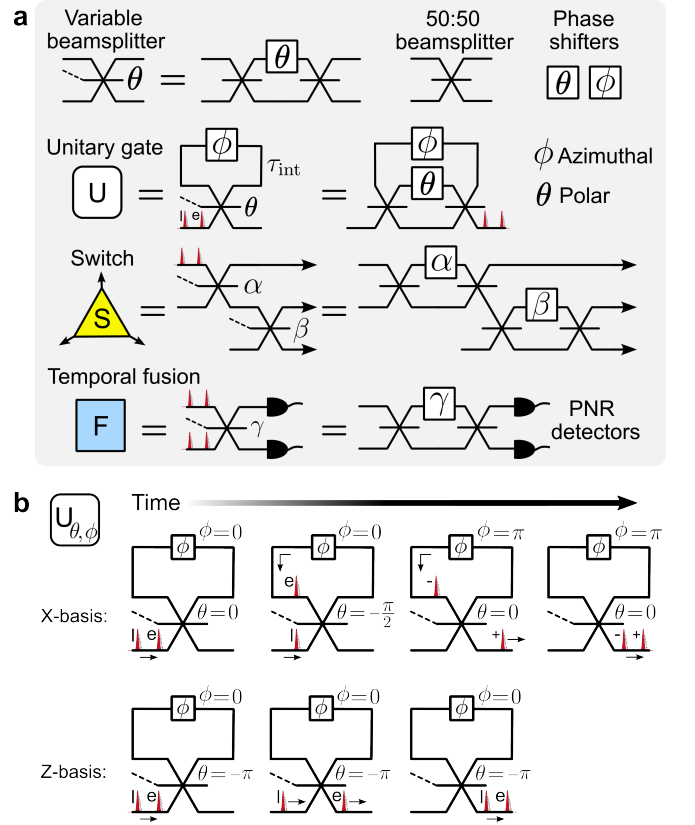 a
Variable beamsplitter
θ
=
θ
50:50 beamsplitter
Phase shifters
θ ϕ
Unitary gate
U
=
ϕ
τint
l e
θ
=
ϕ
θ
ϕ Azimuthal
θ Polar
Switch
S
=
α
β
=
α
β
Temporal fusion
F
=
γ
=
γ
PNR detectors
b
Uθ,ϕ
Time
X-basis:
ϕ=0
ϕ
θ=0
l e
ϕ=0
ϕ
e
θ=−π/2
l
ϕ=π
ϕ
-
θ=0
+
ϕ=π
ϕ
θ=0
- +
Z-basis:
ϕ=0
ϕ
θ=−π
l e
ϕ=0
ϕ
θ=−π
l e
ϕ=0
ϕ
θ=−π
l e